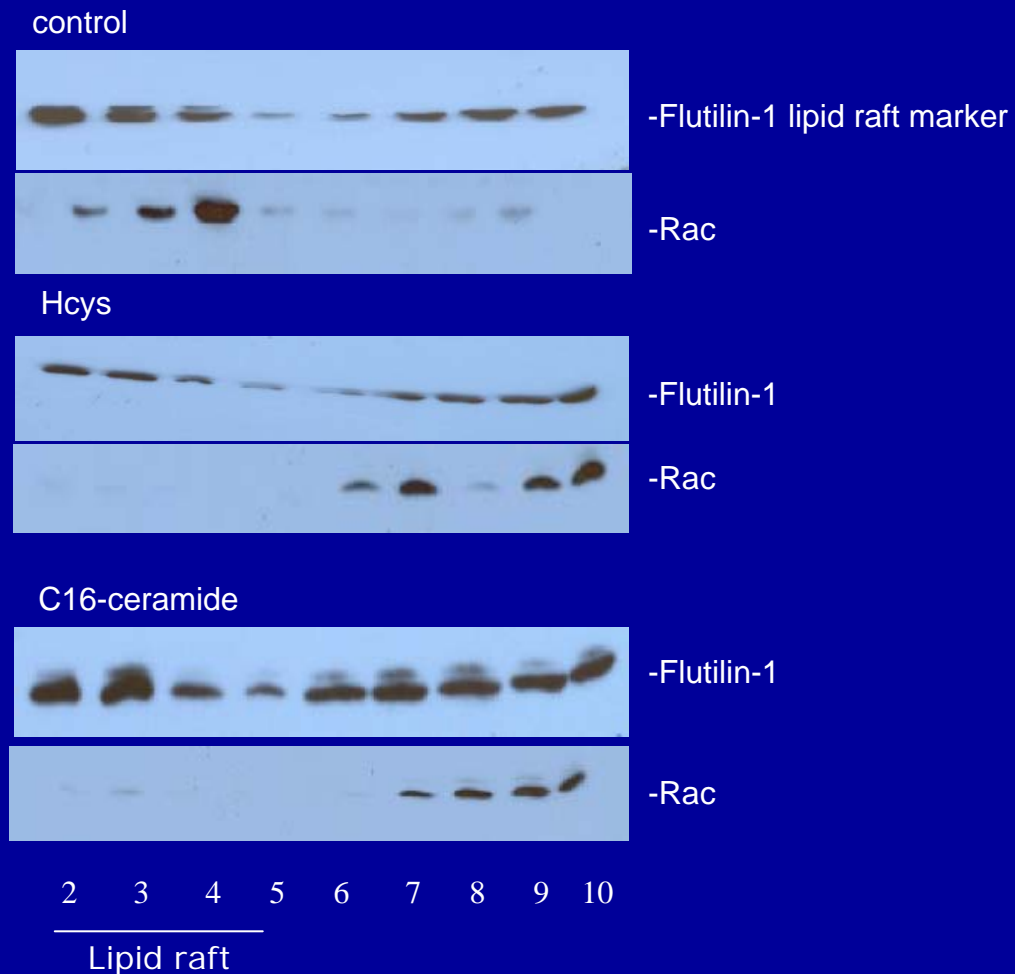 control
-Flutilin-1 lipid raft marker
-Rac
Hcys
-Flutilin-1
-Rac
C16-ceramide
-Flutilin-1
-Rac
2 3 4 5 6 7 8 9 10
Lipid raft